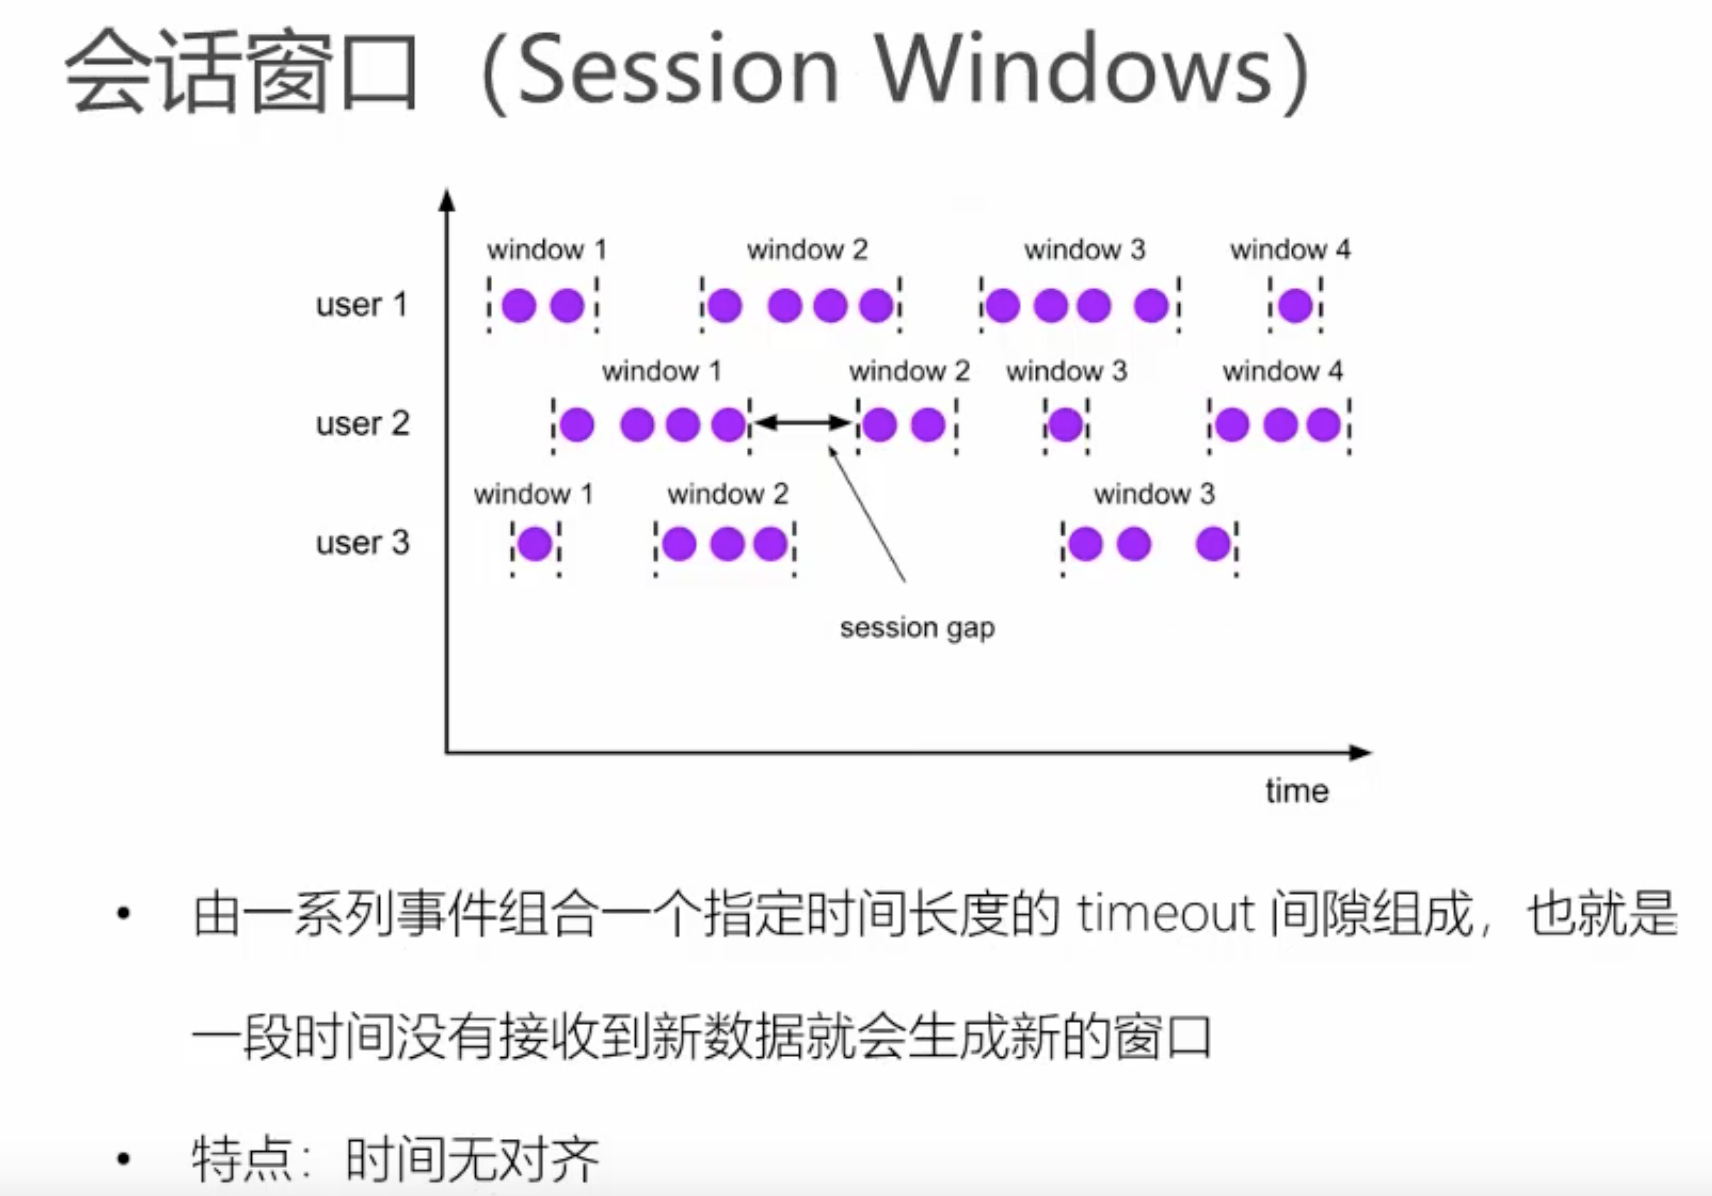 会话窗口（Session Windows）
window 1 window 2 window 3 window 4
user 1
window 1 window 2 window 3 window 4
user 2
window 1 window 2 window 3
user 3
session gap
time
• 由一系列事件组合一个指定时间长度的 timeout 间隙组成，也就是
一段时间没有接收到新数据就会生成新的窗口
• 特点：时间无对齐